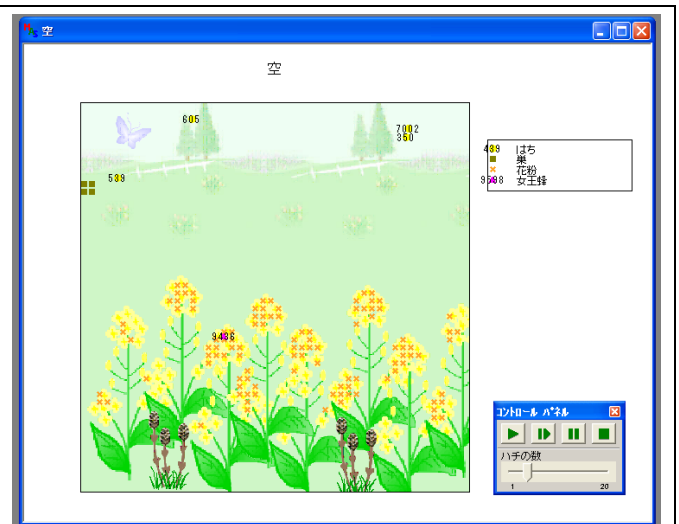 空
空
605
7002
350
539
9436
439 はち
巣
花粉
女王蜂
コントロール パネル
ハチの数
1 20